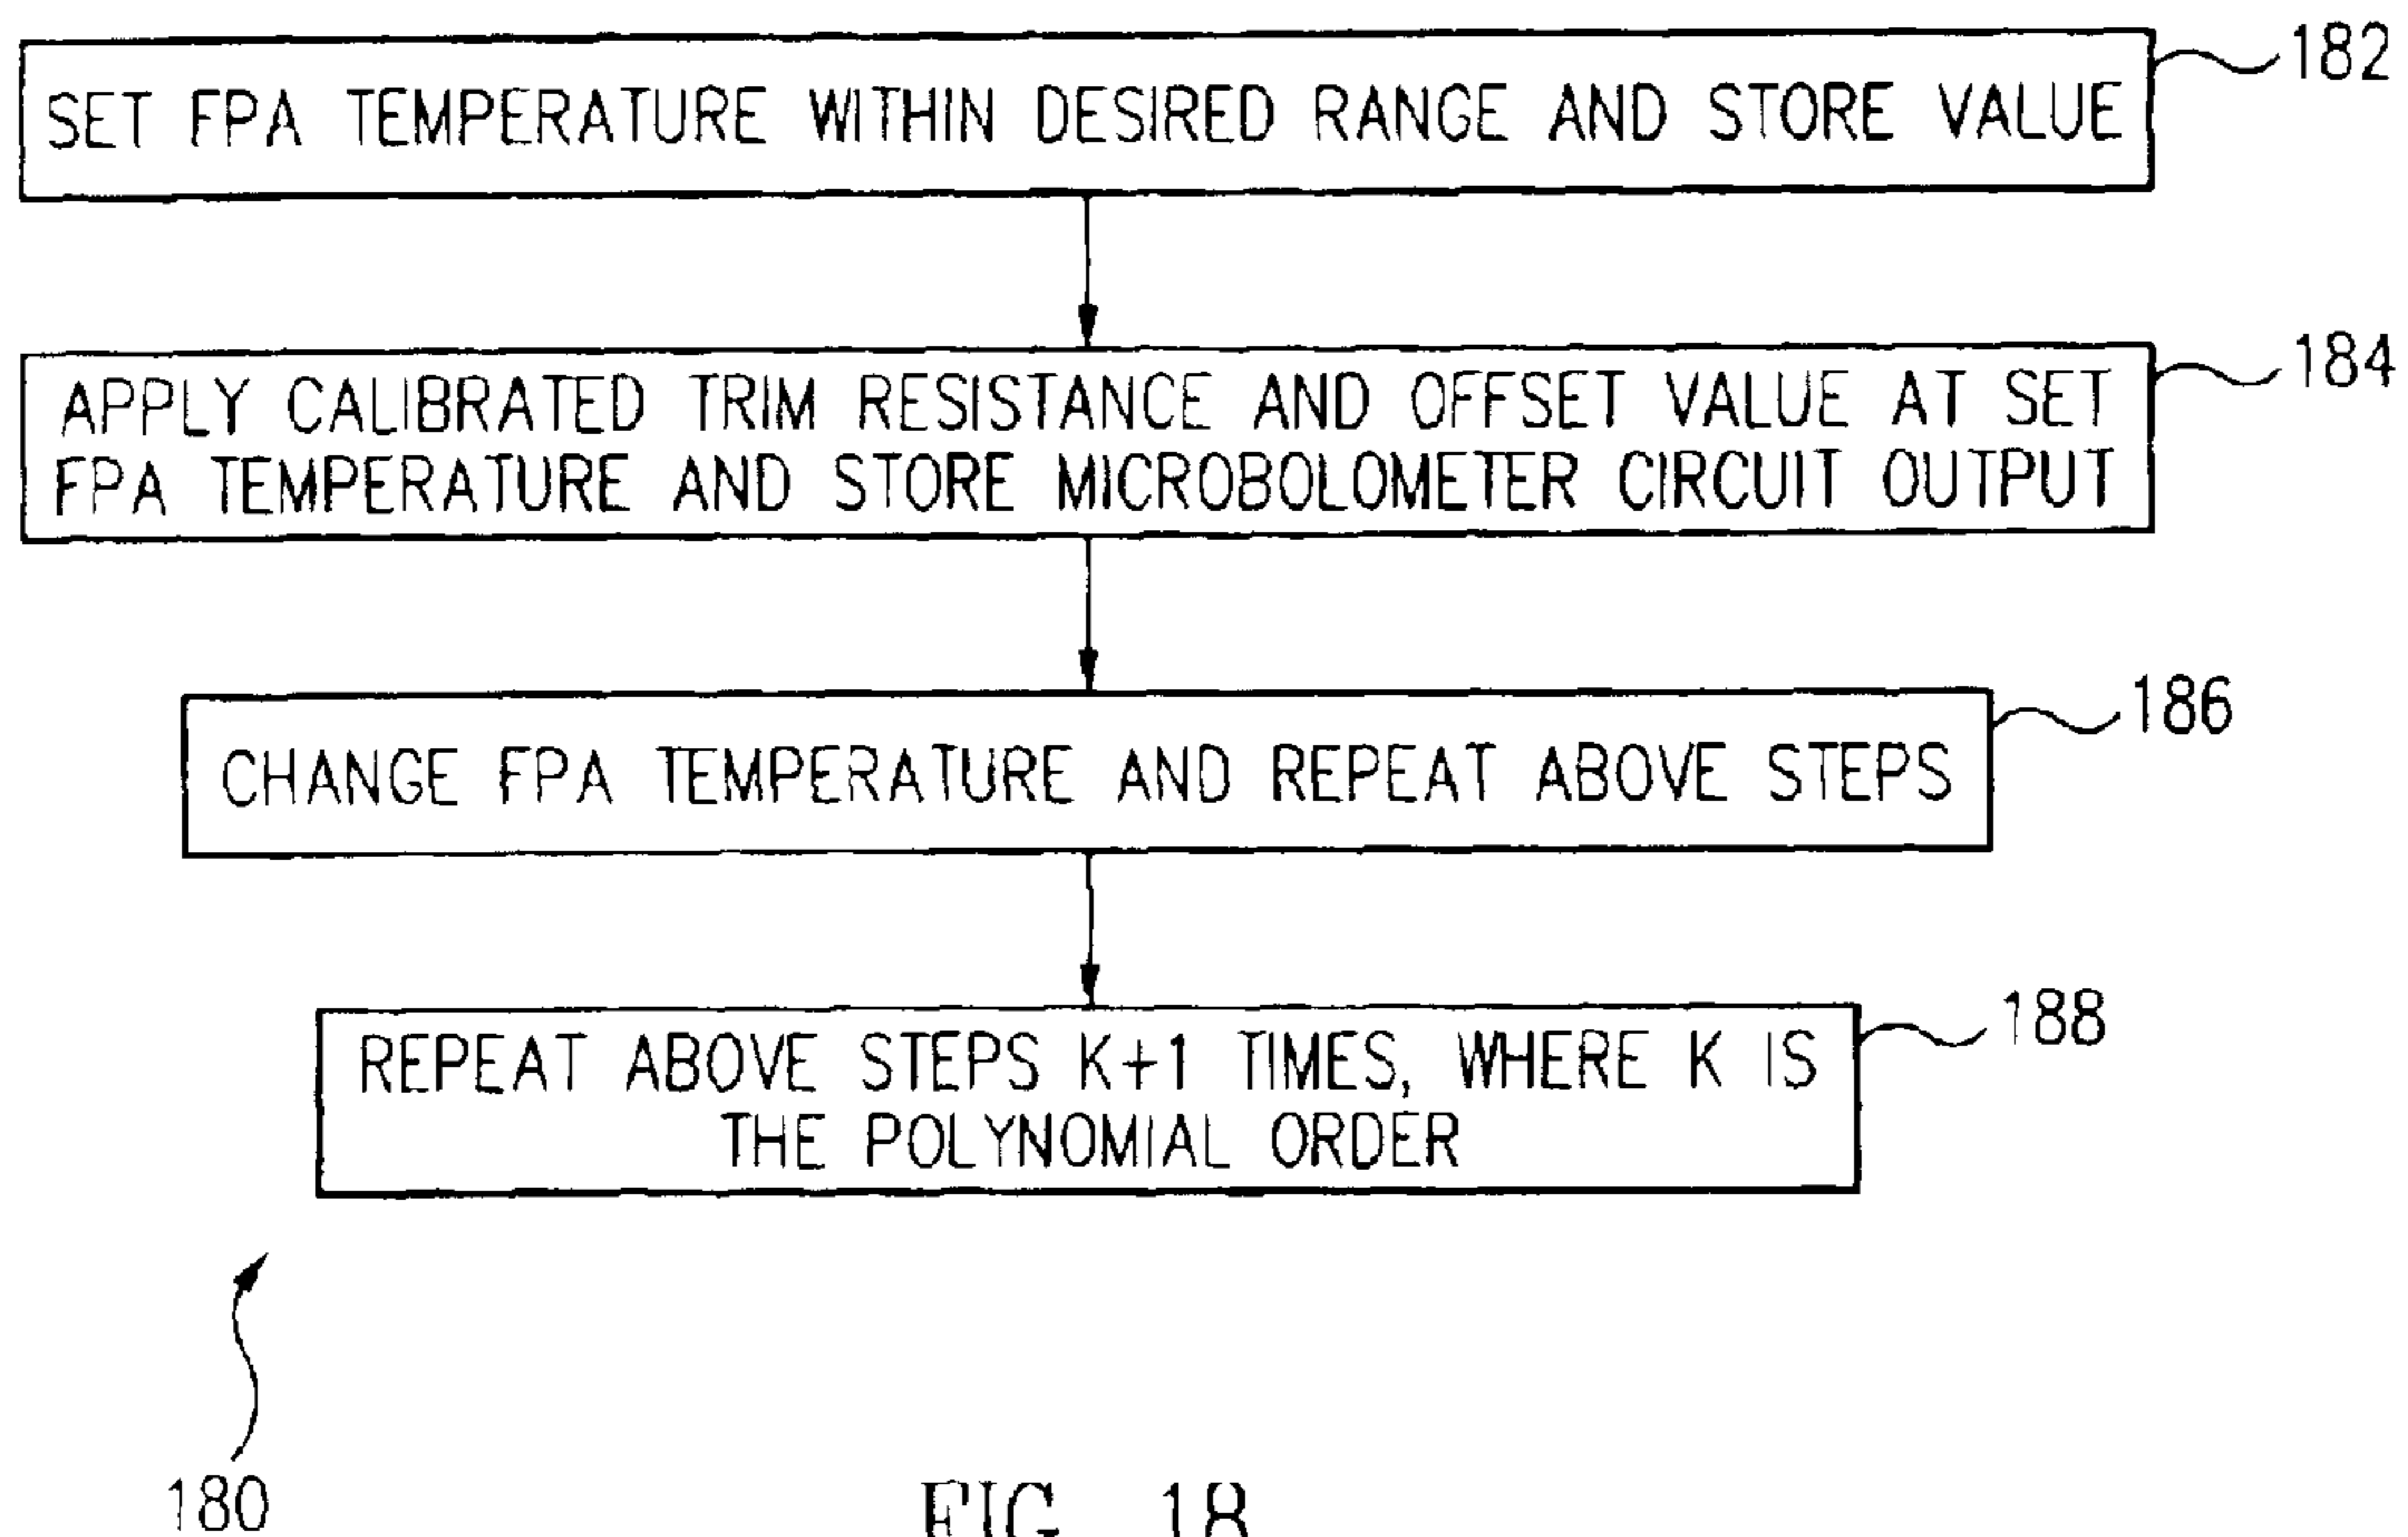 SET FPA TEMPERATURE WITHIN DESIRED RANGE AND STORE VALUE
182
APPLY CALIBRATED TRIM RESISTANCE AND OFFSET VALUE AT SET
FPA TEMPERATURE AND STORE MICROBOLOMETER CIRCUIT OUTPUT
184
CHANGE FPA TEMPERATURE AND REPEAT ABOVE STEPS
186
REPEAT ABOVE STEPS K+1 TIMES, WHERE K IS
THE POLYNOMIAL ORDER
188
180
FIG. 18